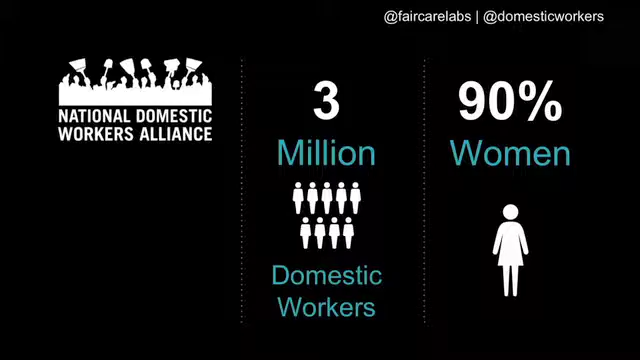 @faircarelabs | @domesticworkers
NATIONAL DOMESTIC
WORKERS ALLIANCE
3
Million
Domestic
Workers
90%
Women